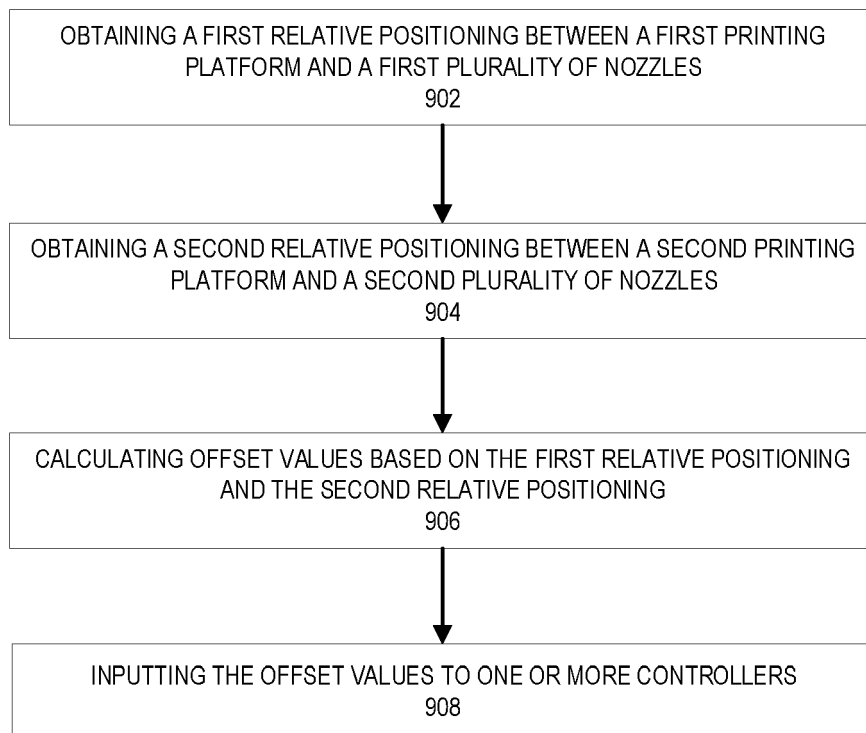 OBTAINING A FIRST RELATIVE POSITIONING BETWEEN A FIRST PRINTING
PLATFORM AND A FIRST PLURALITY OF NOZZLES
902
OBTAINING A SECOND RELATIVE POSITIONING BETWEEN A SECOND PRINTING
PLATFORM AND A SECOND PLURALITY OF NOZZLES
904
CALCULATING OFFSET VALUES BASED ON THE FIRST RELATIVE POSITIONING
AND THE SECOND RELATIVE POSITIONING
906
INPUTTING THE OFFSET VALUES TO ONE OR MORE CONTROLLERS
908